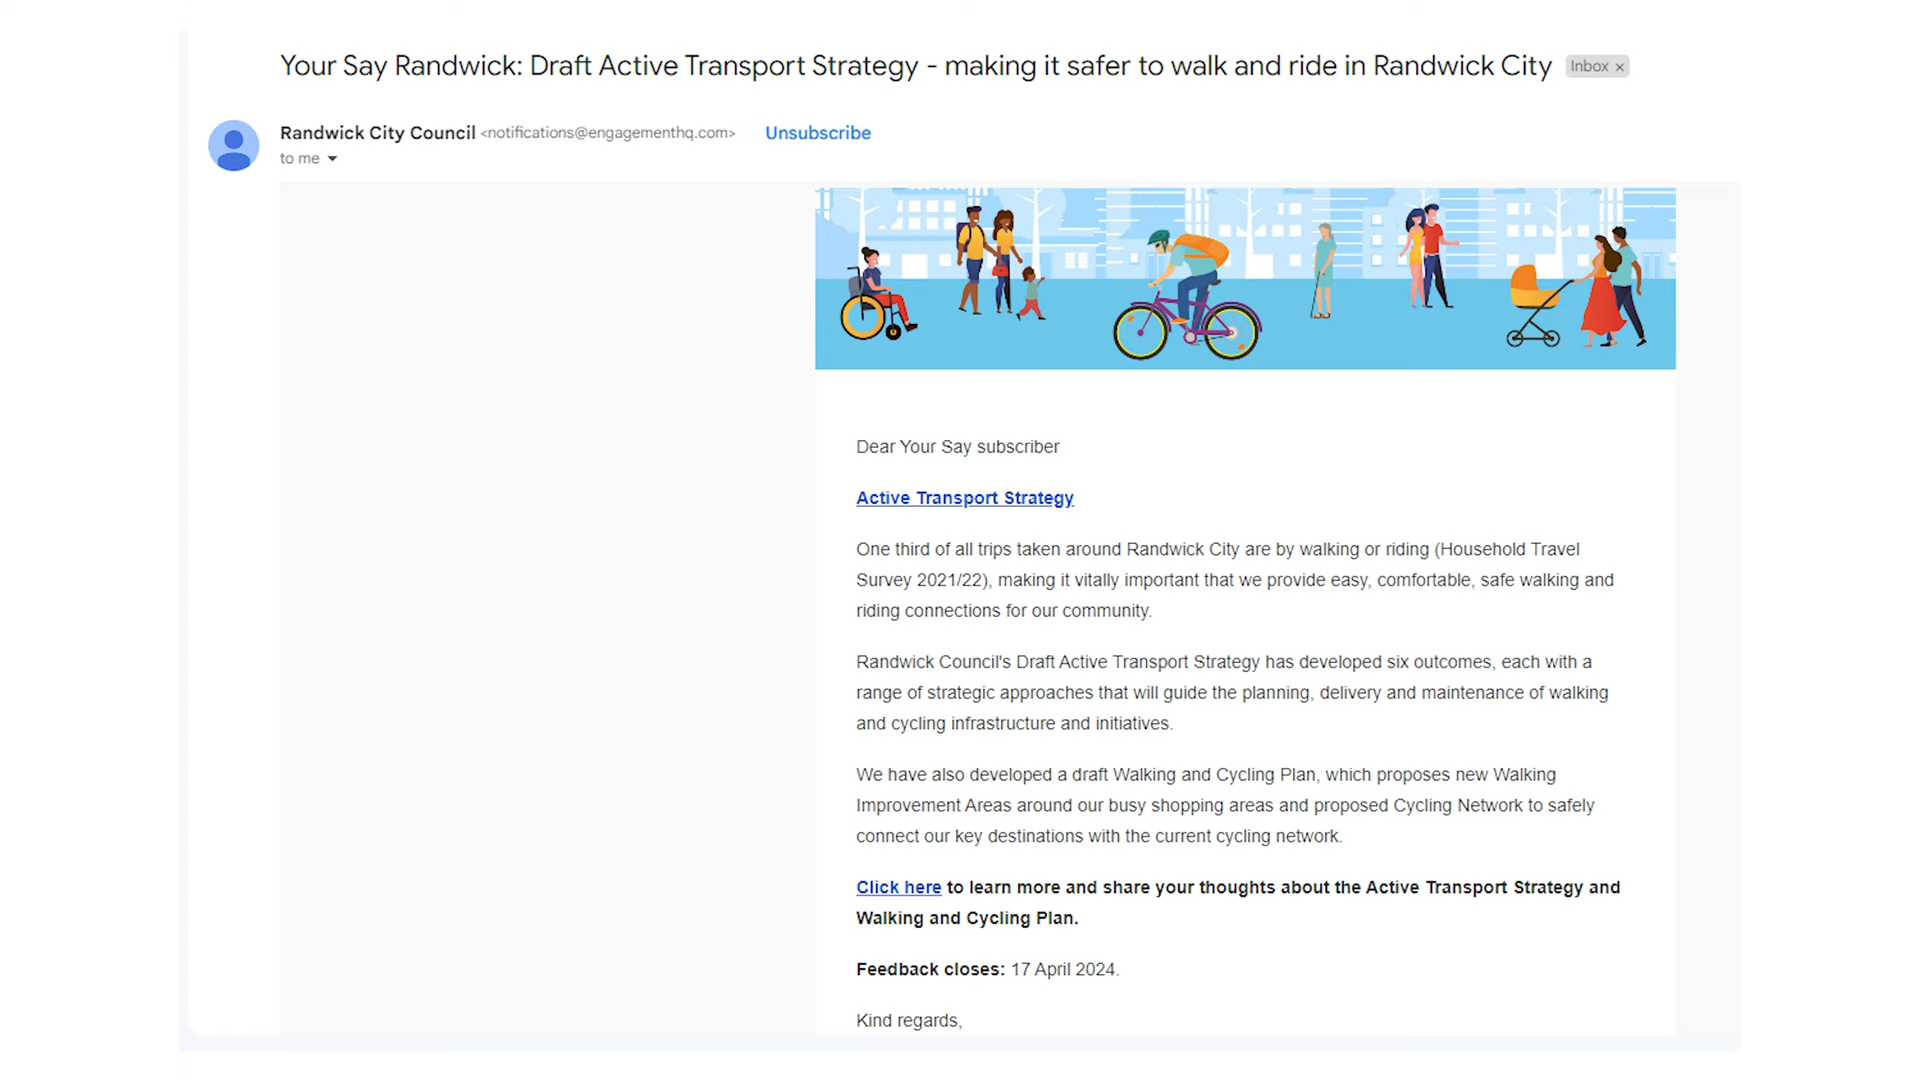 Your Say Randwick: Draft Active Transport Strategy - making it safer to walk and ride in Randwick City Inbox ×
Randwick City Council <notifications@engagementhq.com> Unsubscribe
to me
Dear Your Say subscriber
Active Transport Strategy
One third of all trips taken around Randwick City are by walking or riding (Household Travel
Survey 2021/22), making it vitally important that we provide easy, comfortable, safe walking and
riding connections for our community.
Randwick Council's Draft Active Transport Strategy has developed six outcomes, each with a
range of strategic approaches that will guide the planning, delivery and maintenance of walking
and cycling infrastructure and initiatives.
We have also developed a draft Walking and Cycling Plan, which proposes new Walking
Improvement Areas around our busy shopping areas and proposed Cycling Network to safely
connect our key destinations with the current cycling network.
Click here to learn more and share your thoughts about the Active Transport Strategy and
Walking and Cycling Plan.
Feedback closes: 17 April 2024.
Kind regards,